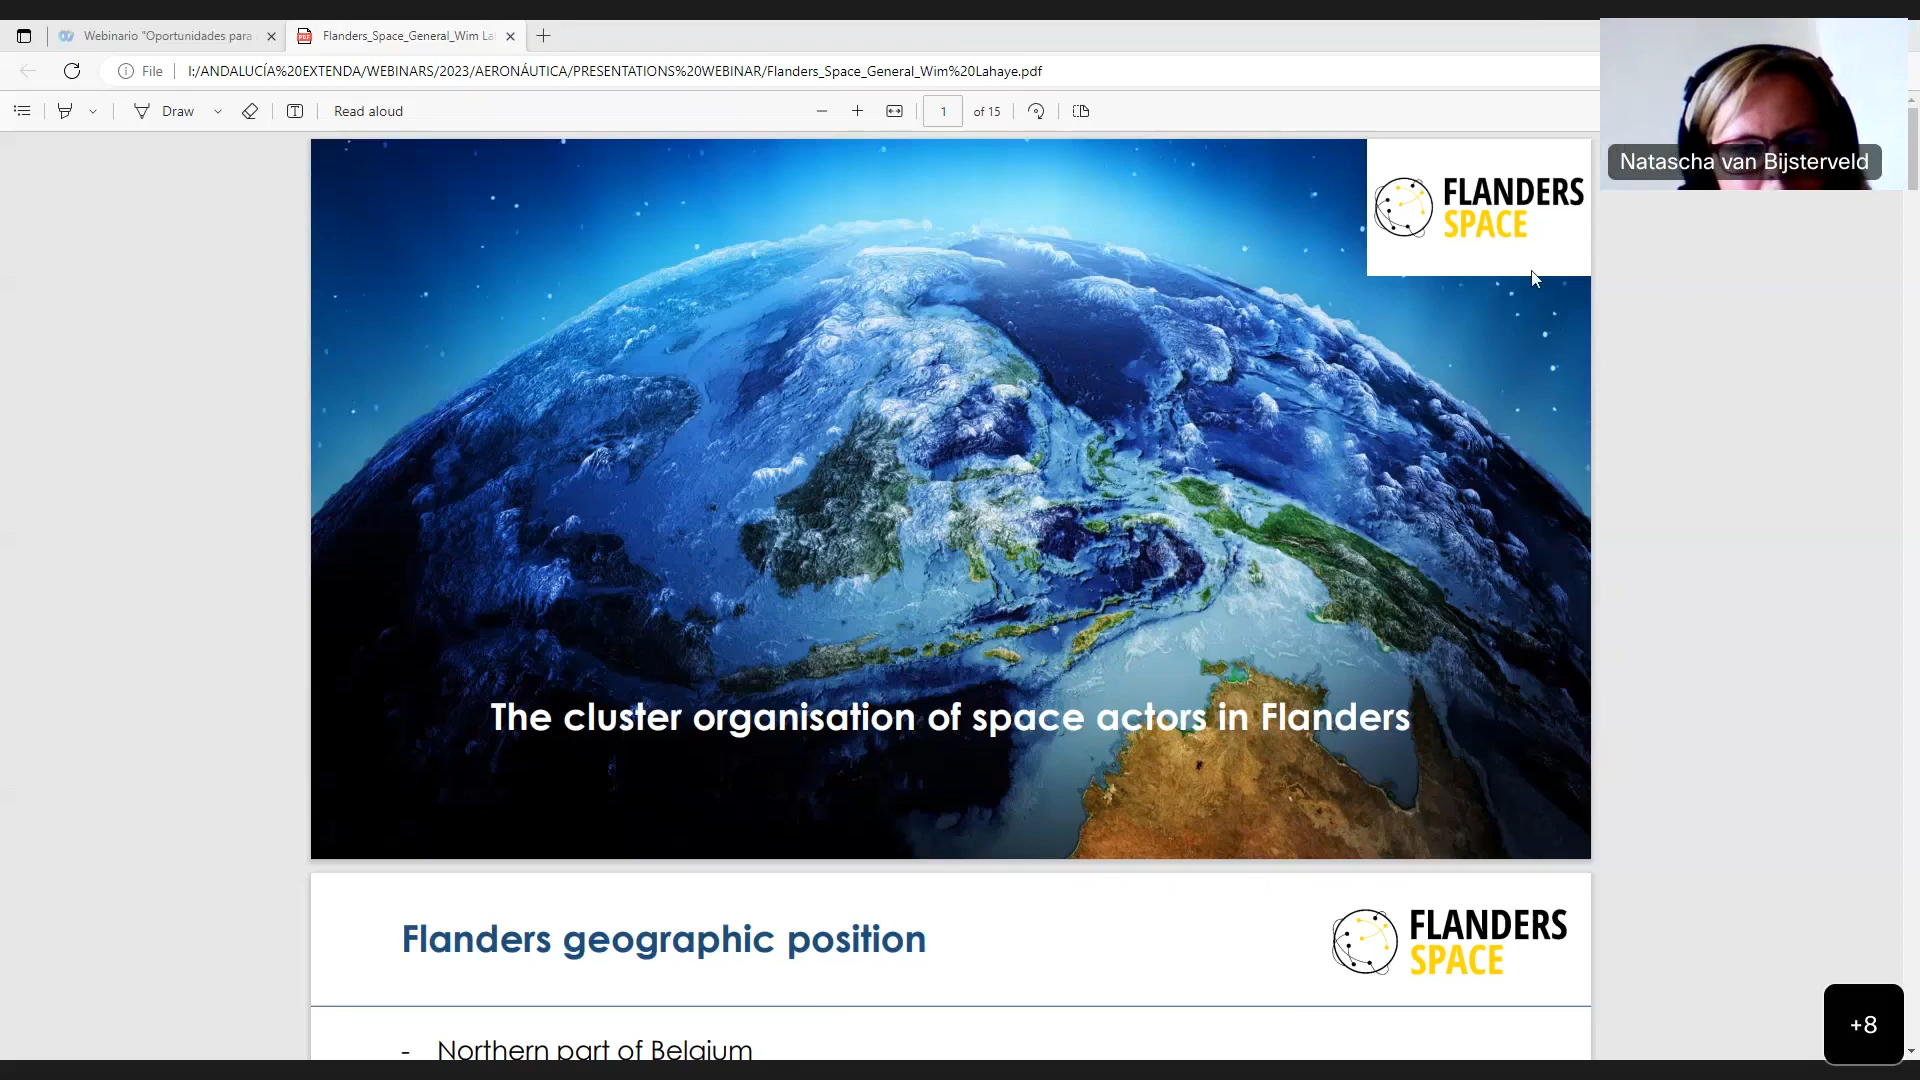 Webinario "Oportunidades para
Flanders_Space_General_Wim La
File
I:/ANDALUCÍA%20EXTENDA/WEBINARS/2023/AERONÁUTICA/PRESENTATIONS%20WEBINAR/Flanders_Space_General_Wim%20Lahaye.pdf
Draw
Read aloud
1
of 15
Natascha van Bijsterveld
FLANDERS
SPACE
The cluster organisation of space actors in Flanders
Flanders geographic position
FLANDERS
SPACE
- Northern part of Belgium
+8